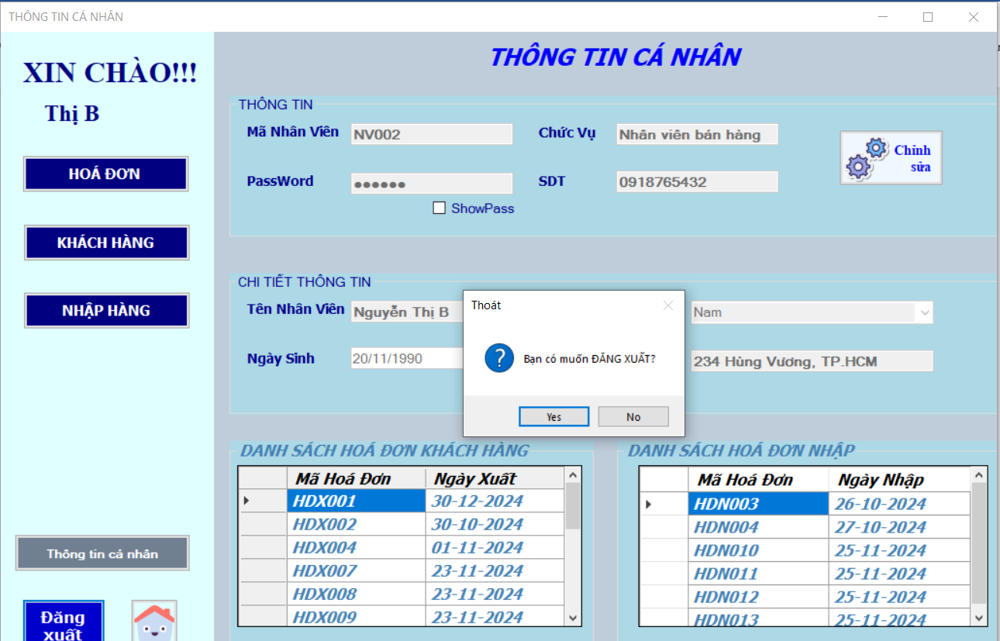 THÔNG TIN CÁ NHÂN
XIN CHÀO!!!
Thị B
HOÁ ĐƠN
KHÁCH HÀNG
NHẬP HÀNG
Thông tin cá nhân
Đăng
xuất
THÔNG TIN CÁ NHÂN
THÔNG TIN
Mã Nhân Viên NV002 Chức Vụ Nhân viên bán hàng
Chỉnh
sửa
PassWord ●●●●●● SDT 0918765432
ShowPass
CHI TIẾT THÔNG TIN
Tên Nhân Viên Nguyễn Thị B Nam
Ngày Sinh 20/11/1990 234 Hùng Vương, TP.HCM
Thoát
Bạn có muốn ĐĂNG XUẤT?
Yes No
DANH SÁCH HOÁ ĐƠN KHÁCH HÀNG
Mã Hoá Đơn Ngày Xuất
HDX001 30-12-2024
HDX002 30-10-2024
HDX004 01-11-2024
HDX007 23-11-2024
HDX008 23-11-2024
HDX009 23-11-2024
DANH SÁCH HOÁ ĐƠN NHẬP
Mã Hoá Đơn Ngày Nhập
HDN003 26-10-2024
HDN004 27-10-2024
HDN010 25-11-2024
HDN011 25-11-2024
HDN012 25-11-2024
HDN013 25-11-2024